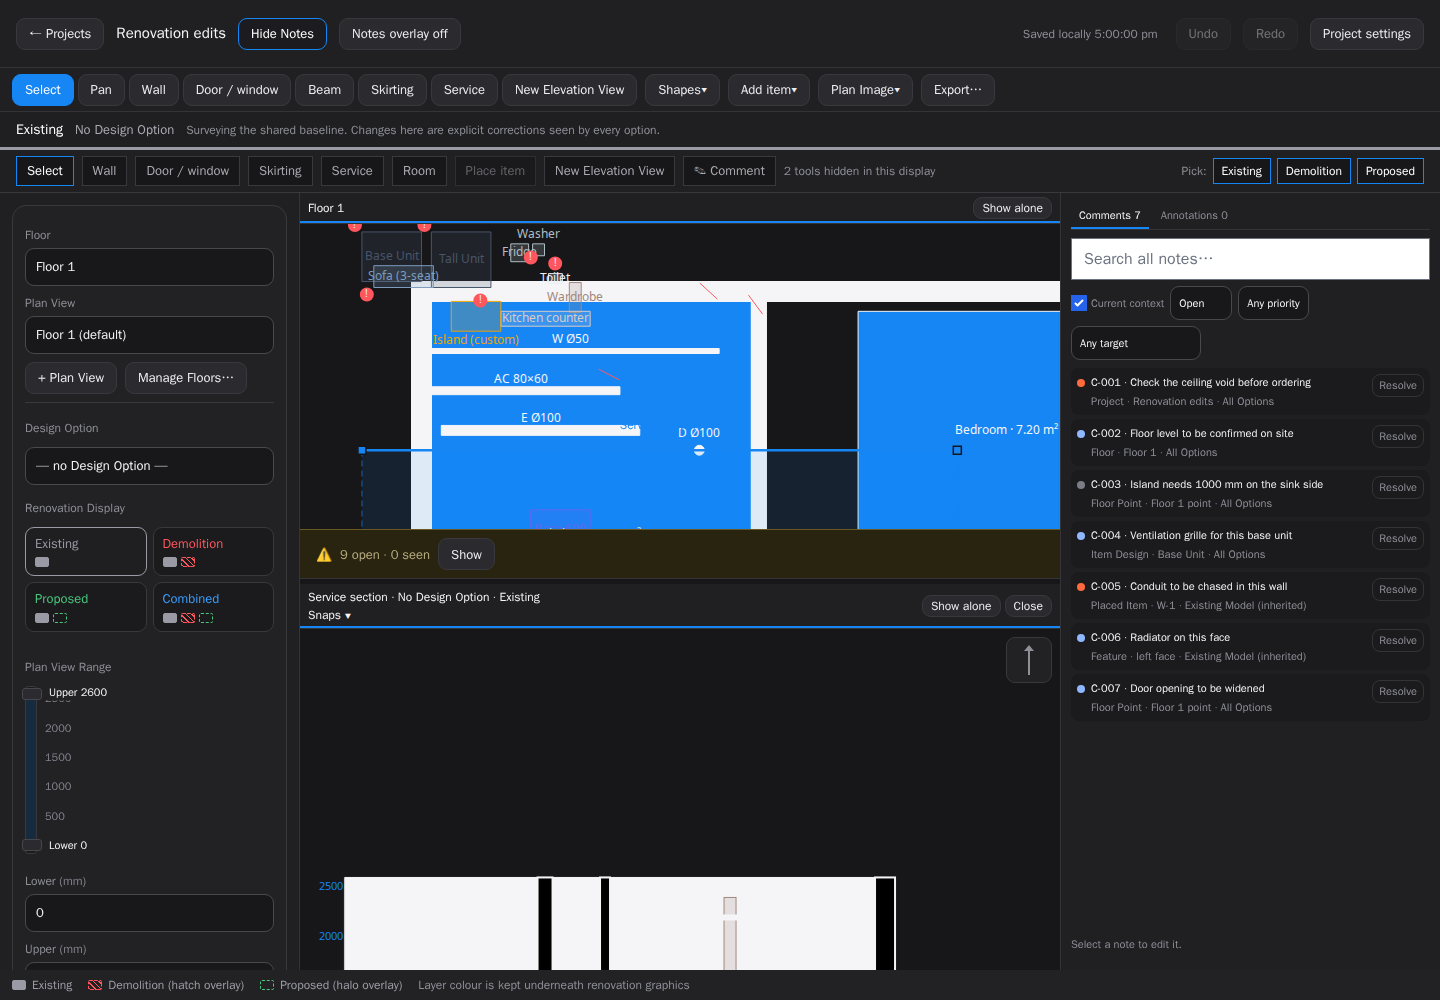 ← Projects
Renovation edits
Hide Notes
Notes overlay off
Saved locally 5:00:00 pm
Undo
Redo
Project settings
Select
Pan
Wall
Door / window
Beam
Skirting
Service
New Elevation View
Shapes▾
Add item▾
Plan Image▾
Export⋯
Existing
No Design Option
Surveying the shared baseline. Changes here are explicit corrections seen by every option.
Select
Wall
Door / window
Skirting
Service
Room
Place item
New Elevation View
✎ Comment
2 tools hidden in this display
Pick:
Existing
Demolition
Proposed
Floor
Floor 1
Plan View
Floor 1 (default)
+ Plan View
Manage Floors⋯
Design Option
— no Design Option —
Renovation Display
Existing
Demolition
Proposed
Combined
Plan View Range
Upper 2600
2000
1500
1000
500
Lower 0
Lower (mm)
0
Upper (mm)
Floor 1
Show alone
Washer
Fridge
Base Unit
Tall Unit
Sofa (3-seat)
Toilet
Wardrobe
Kitchen counter
Island (custom)
W Ø50
AC 80×60
E Ø100
D Ø100
Bedroom · 7.20 m²
⚠️ 9 open · 0 seen
Show
Service section · No Design Option · Existing
Snaps ▾
Show alone
Close
2500
2000
Comments 7
Annotations 0
Search all notes⋯
Current context
Open
Any priority
Any target
C-001 · Check the ceiling void before ordering
Project · Renovation edits · All Options
Resolve
C-002 · Floor level to be confirmed on site
Floor · Floor 1 · All Options
Resolve
C-003 · Island needs 1000 mm on the sink side
Floor Point · Floor 1 point · All Options
Resolve
C-004 · Ventilation grille for this base unit
Item Design · Base Unit · All Options
Resolve
C-005 · Conduit to be chased in this wall
Placed Item · W-1 · Existing Model (inherited)
Resolve
C-006 · Radiator on this face
Feature · left face · Existing Model (inherited)
Resolve
C-007 · Door opening to be widened
Floor Point · Floor 1 point · All Options
Resolve
Select a note to edit it.
Existing
Demolition (hatch overlay)
Proposed (halo overlay)
Layer colour is kept underneath renovation graphics